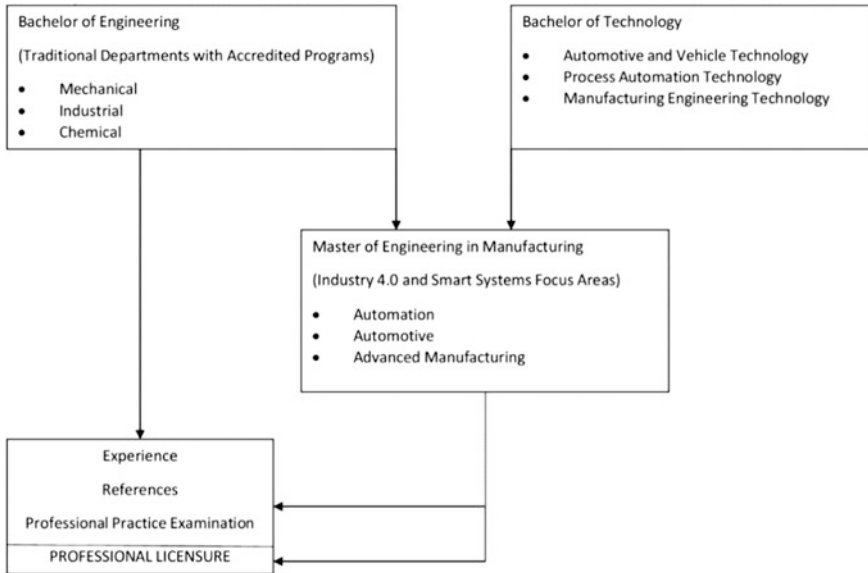 Bachelor of Engineering
(Traditional Departments with Accredited Programs)
• Mechanical
• Industrial
• Chemical
Bachelor of Technology
• Automotive and Vehicle Technology
• Process Automation Technology
• Manufacturing Engineering Technology
Master of Engineering in Manufacturing
(Industry 4.0 and Smart Systems Focus Areas)
• Automation
• Automotive
• Advanced Manufacturing
Experience
References
Professional Practice Examination
PROFESSIONAL LICENSURE